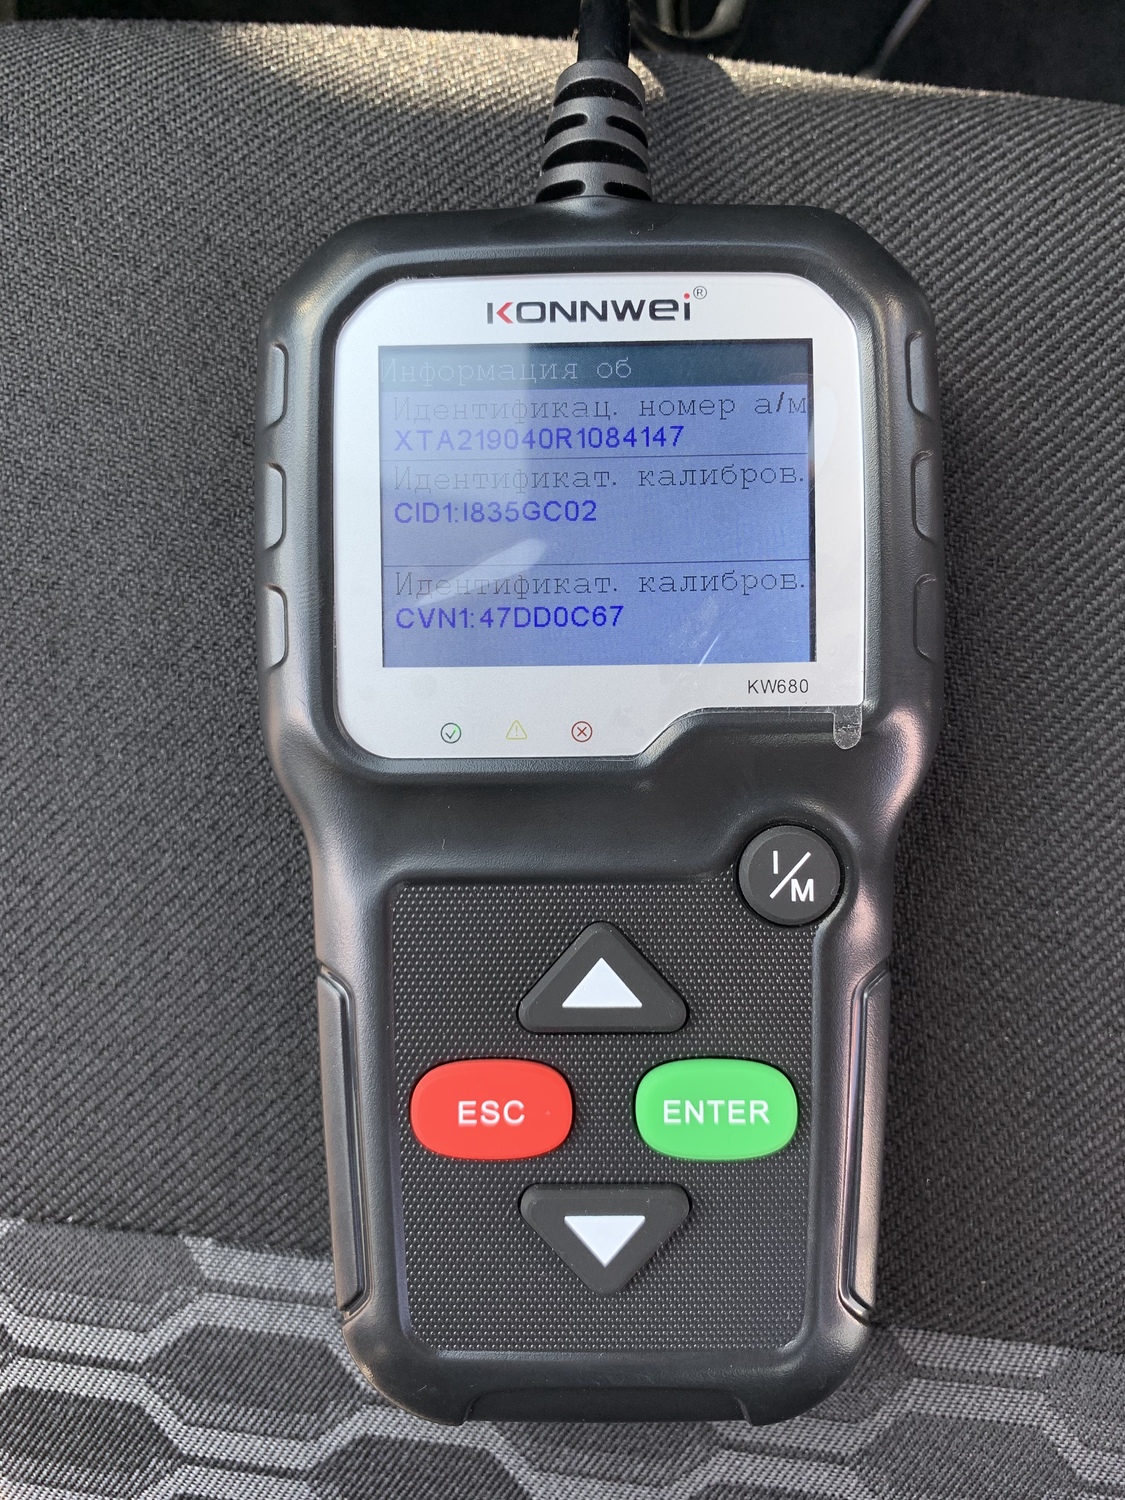 KONNWEI®
Информация об
Идентификац. номер а/м
XTA219040R1084147
Идентификат. калибров.
CID1:I835GC02
Идентификат. калибров.
CVN1:47DD0C67
KW680
I/M
ESC
ENTER